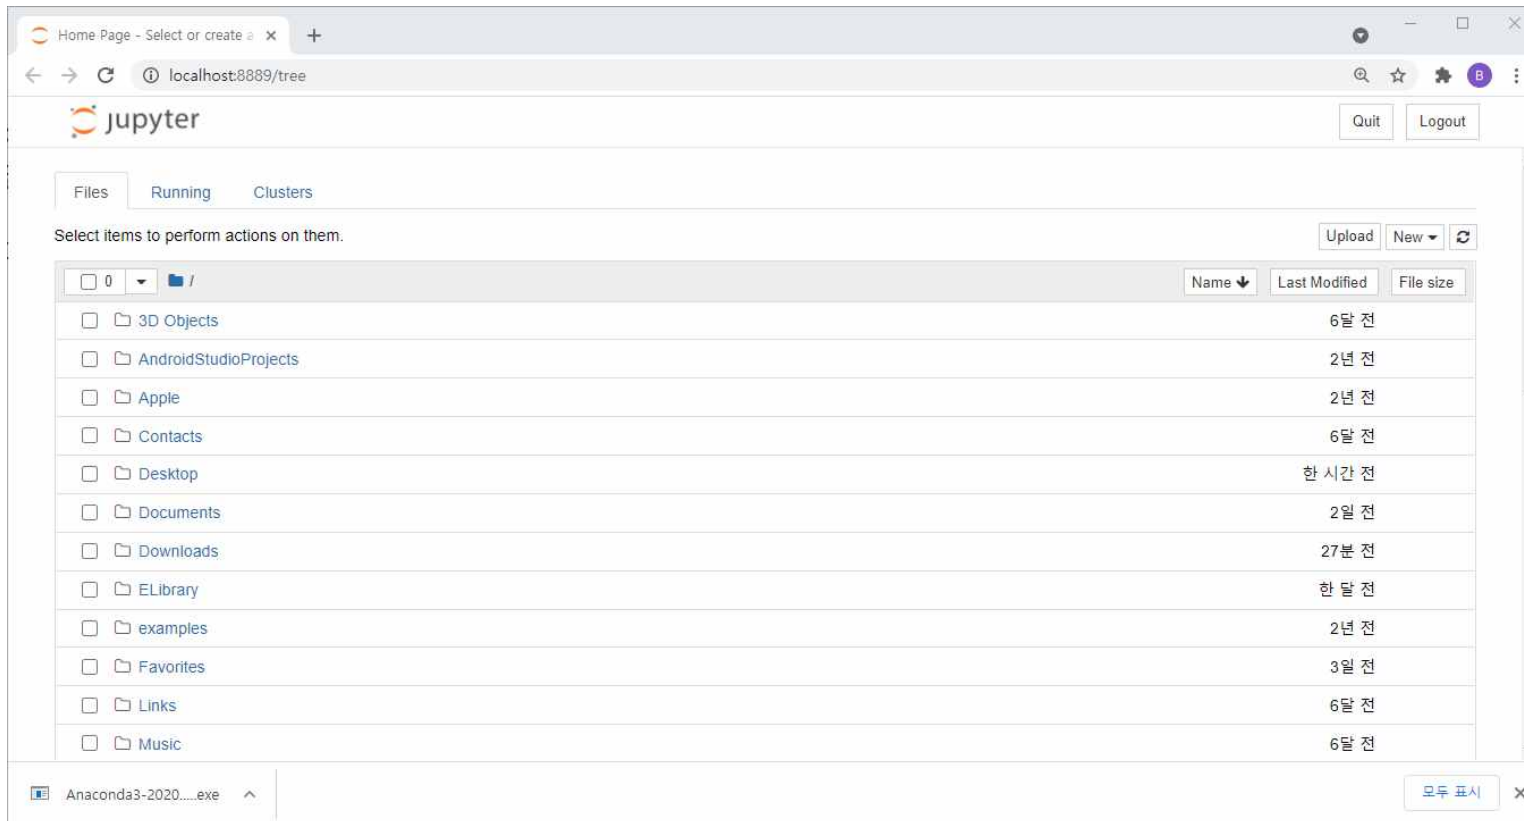 Home Page - Select or create a
localhost:8889/tree
B
jupyter
Quit Logout
Files Running Clusters
Select items to perform actions on them.
Upload New
0 / Name Last Modified File size
3D Objects 6달 전
AndroidStudioProjects 2년 전
Apple 2년 전
Contacts 6달 전
Desktop 한 시간 전
Documents 2일 전
Downloads 27분 전
ELibrary 한 달 전
examples 2년 전
Favorites 3일 전
Links 6달 전
Music 6달 전
Anaconda3-2020.....exe 모두 표시